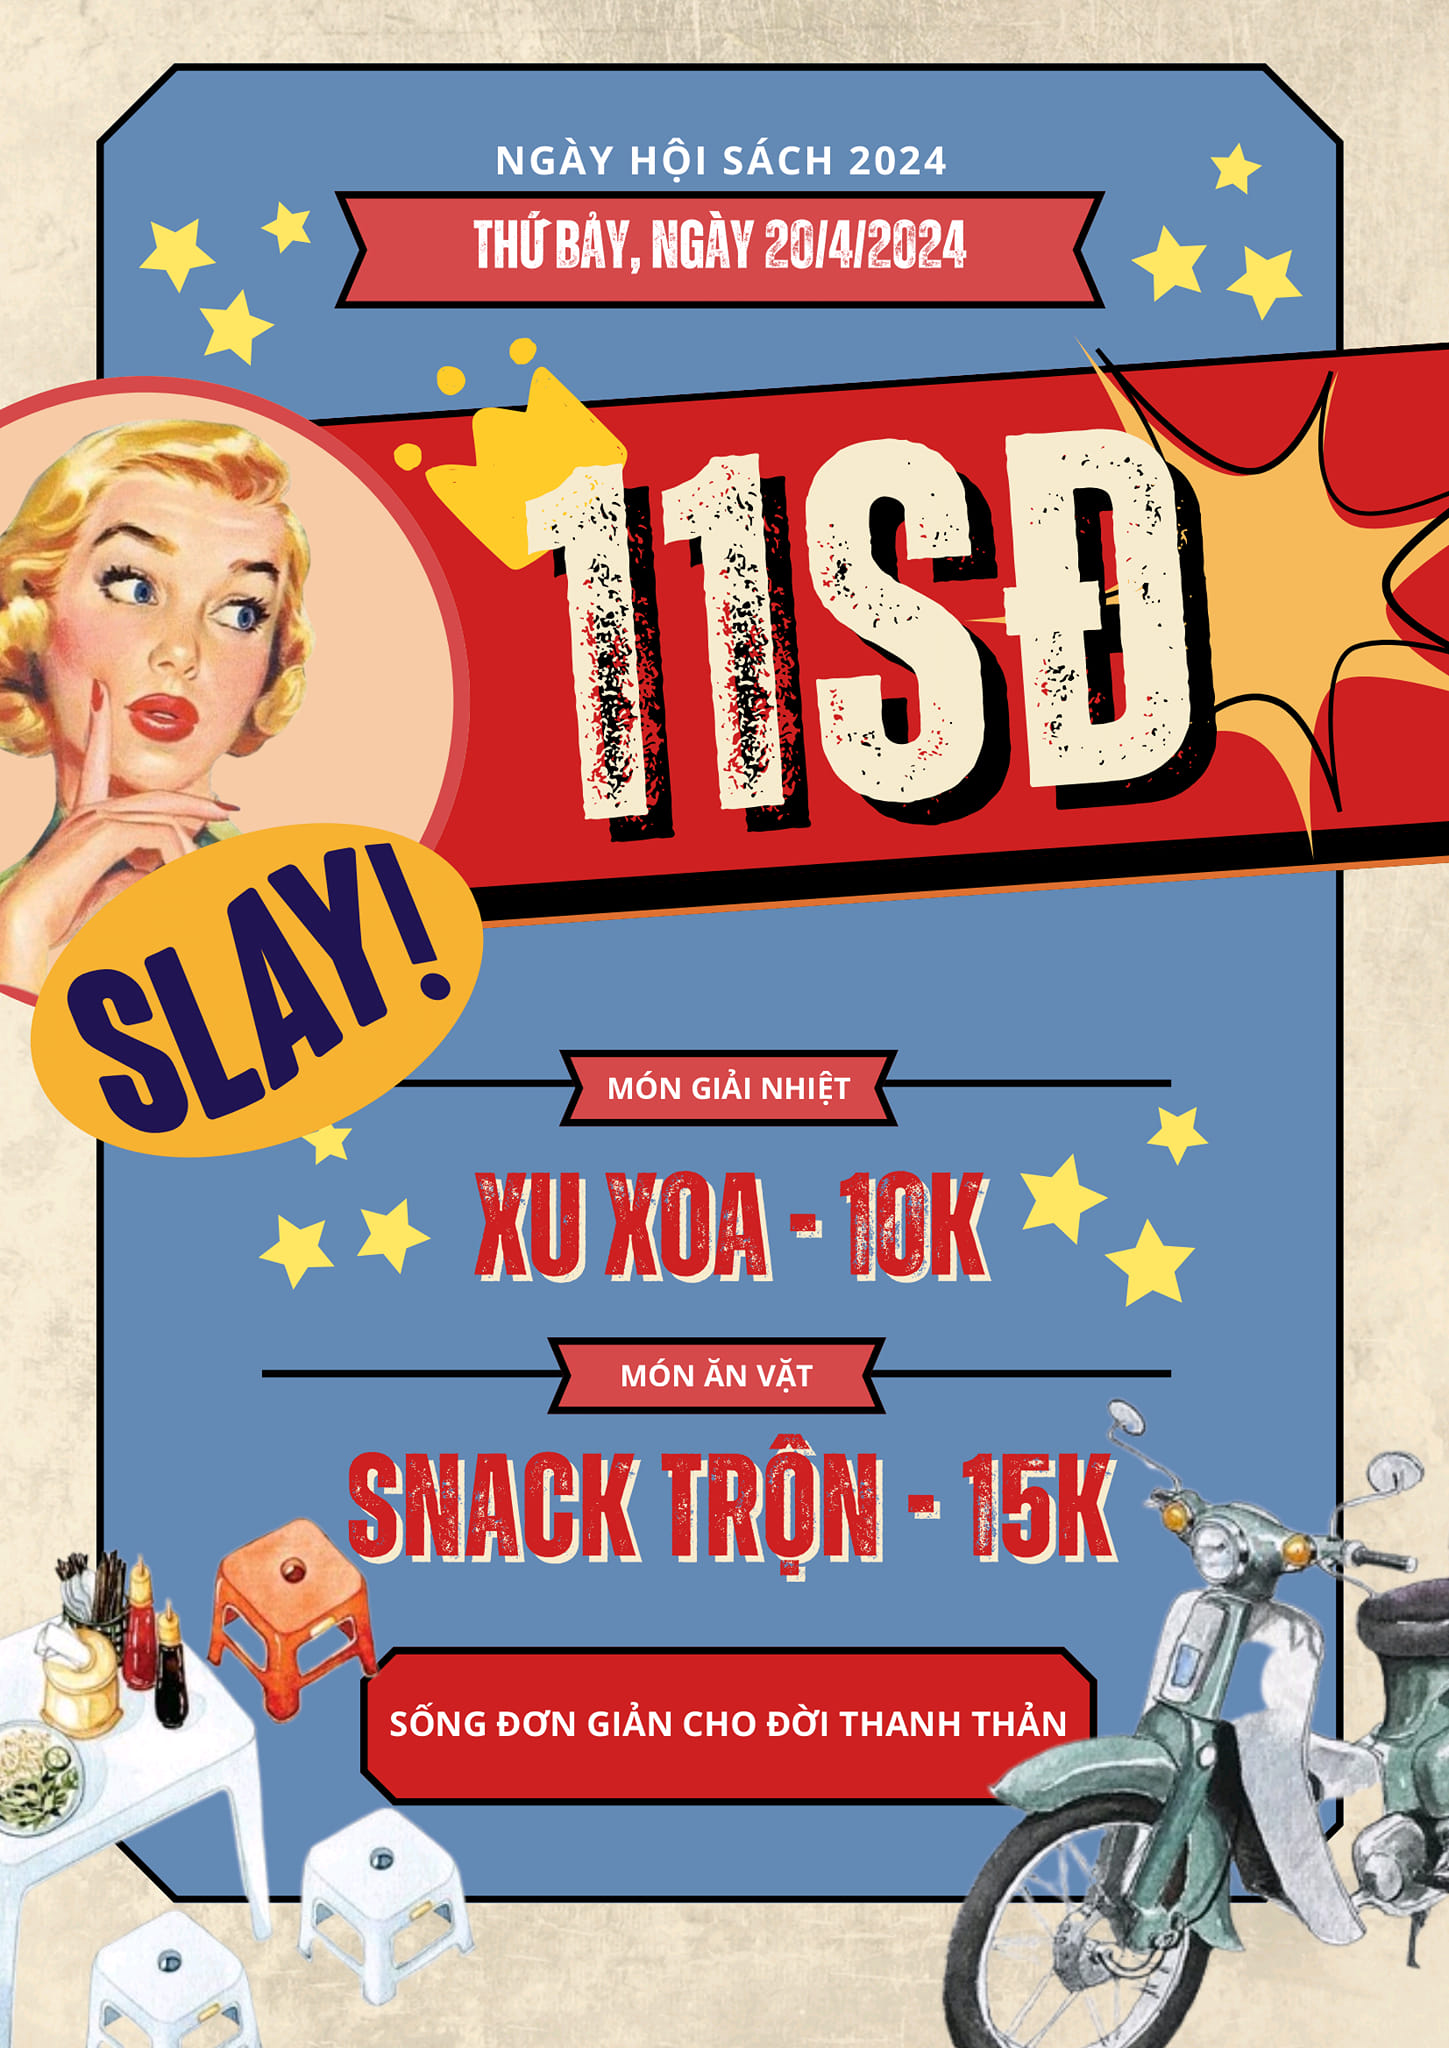 NGÀY HỘI SÁCH 2024
THỨ BẢY, NGÀY 20/4/2024
11SĐ
SLAY!
MÓN GIẢI NHIỆT
XU XOA - 10K
MÓN ĂN VẶT
SNACK TRỘN - 15K
SỐNG ĐƠN GIẢN CHO ĐỜI THANH THẢN